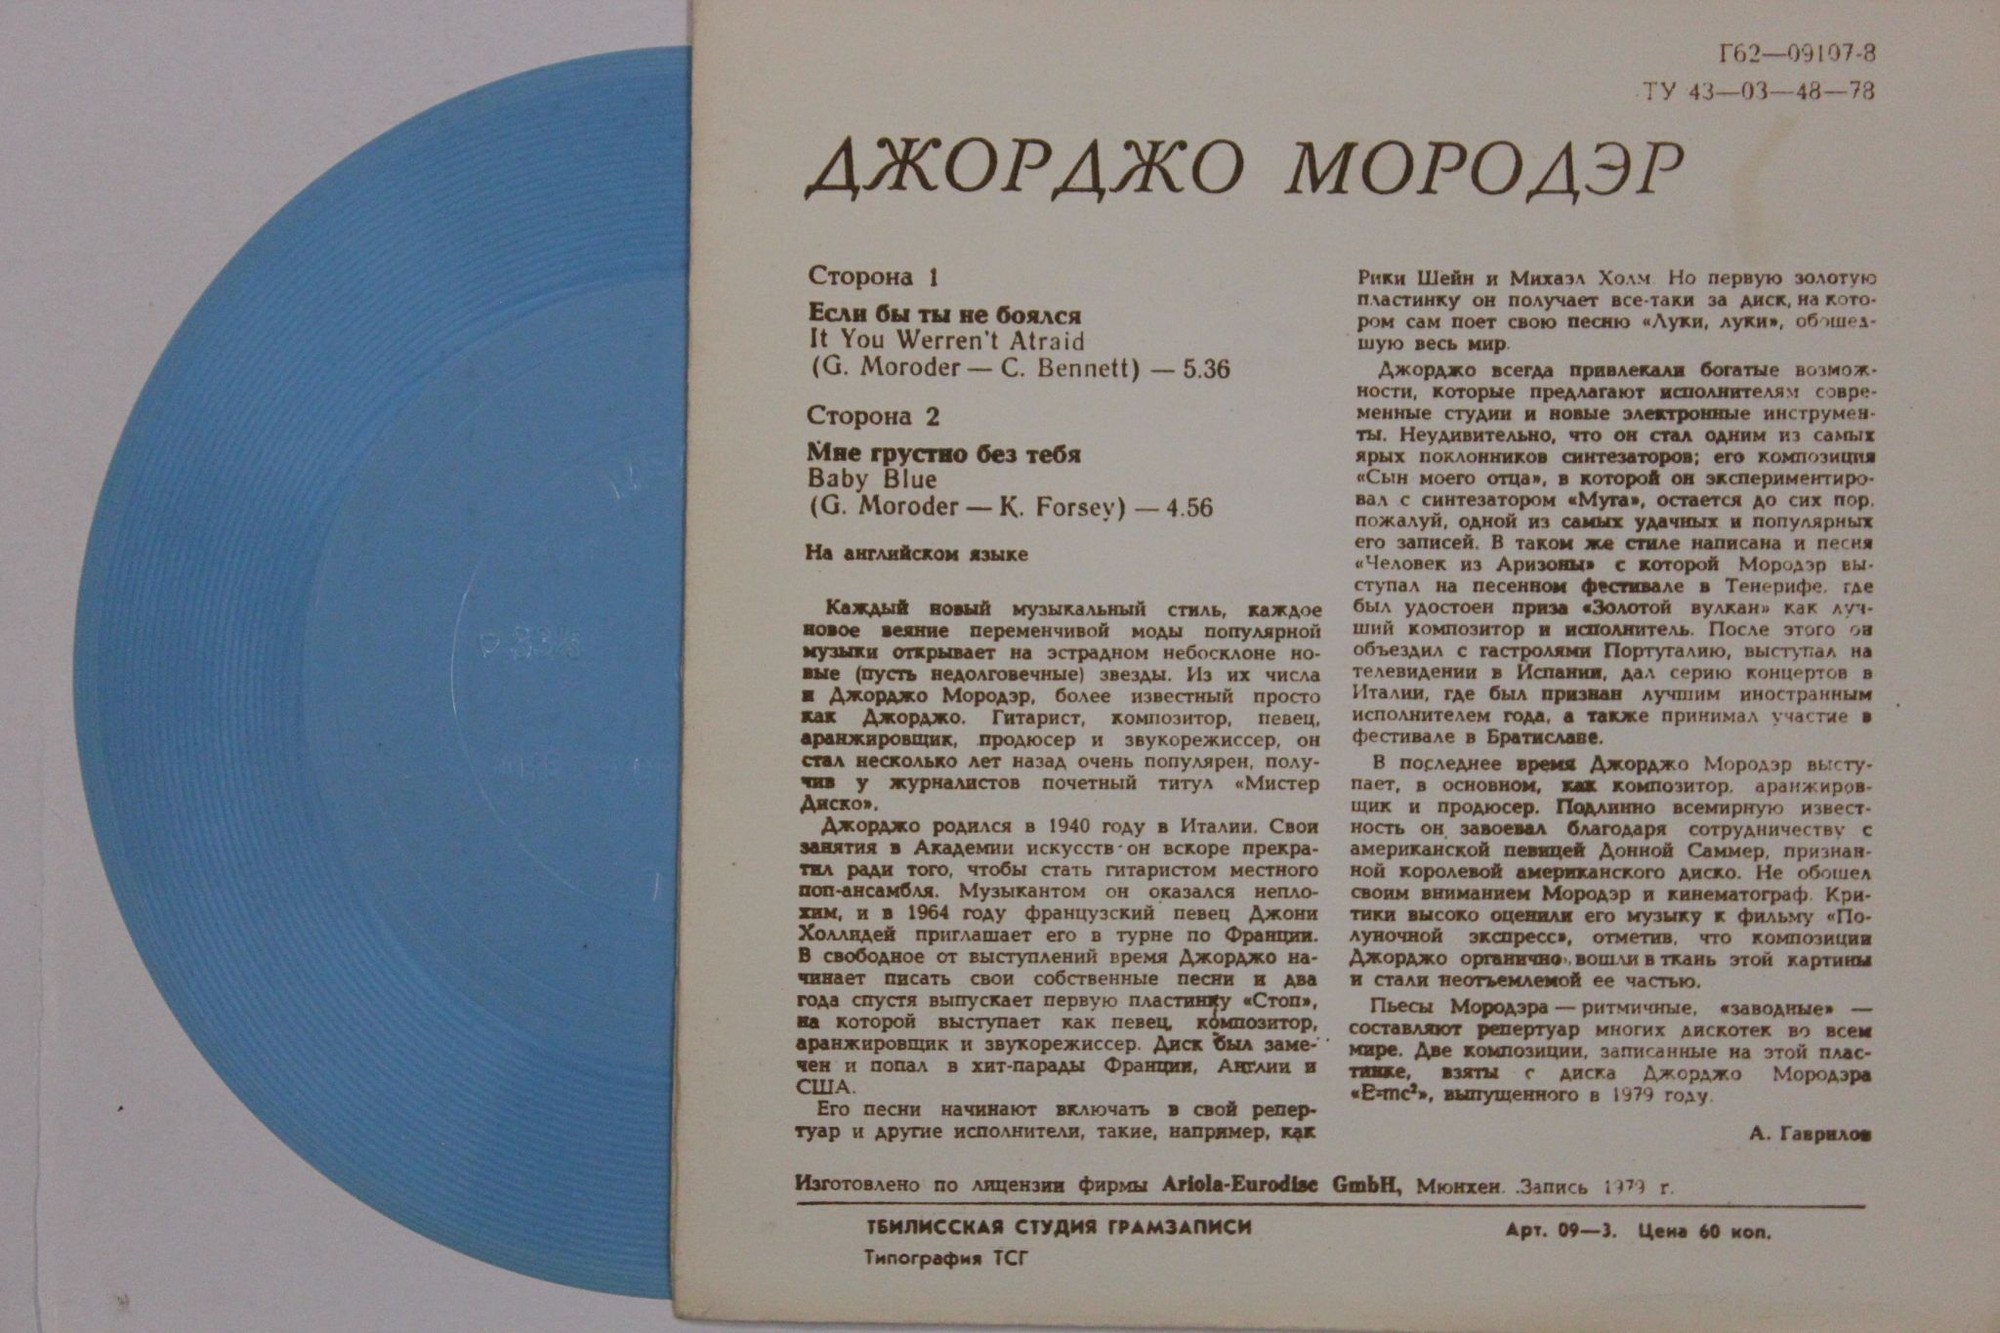 Г62—09107-8
ТУ 43—03—48—78
ДЖОРДЖО МОРОДЭР
Сторона 1
Если бы ты не боялся
It You Werren't Atraid
(G. Moroder — C. Bennett) — 5.36
Сторона 2
Мне грустно без тебя
Baby Blue
(G. Moroder — K. Forsey) — 4.56
На английском языке
Каждый новый музыкальный стиль, каждое
новое веяние переменчивой моды популярной
музыки открывает на эстрадном небосклоне но-
вые (пусть недолговечные) звезды. Из их числа
и Джорджо Мородэр, более известный просто
как Джорджо. Гитарист, композитор, певец,
аранжировщик, продюсер и звукорежиссер, он
стал несколько лет назад очень популярен, полу-
чив у журналистов почетный титул «Мистер
Диско».
Джорджо родился в 1940 году в Италии. Свои
занятия в Академии искусств он вскоре прекра-
тил ради того, чтобы стать гитаристом местного
поп-ансамбля. Музыкантом он оказался непло-
хим, и в 1964 году французский певец Джони
Холлидей приглашает его в турне по Франции.
В свободное от выступлений время Джорджо на-
чинает писать свои собственные песни и два
года спустя выпускает первую пластинку «Стоп»,
на которой выступает как певец, композитор,
аранжировщик и звукорежиссер. Диск был заме-
чен и попал в хит-парады Франции, Англии и
США.
Его песни начинают включать в свой репер-
туар и другие исполнители, такие, например, как
Рики Шейн и Михаэл Холм. Но первую золотую
пластинку он получает все-таки за диск, на кото-
ром сам поет свою песню «Луки, луки», обошед-
шую весь мир.
Джорджо всегда привлекали богатые возмож-
ности, которые предлагают исполнителям совре-
менные студии и новые электронные инструмен-
ты. Неудивительно, что он стал одним из самых
ярых поклонников синтезаторов; его композиция
«Сын моего отца», в которой он экспериментиро-
вал с синтезатором «Муга», остается до сих пор,
пожалуй, одной из самых удачных и популярных
его записей. В таком же стиле написана и песня
«Человек из Аризоны» с которой Мородэр вы-
ступал на песенном фестивале в Тенерифе, где
был удостоен приза «Золотой вулкан» как луч-
ший композитор и исполнитель. После этого он
объездил с гастролями Португалию, выступал на
телевидении в Испании, дал серию концертов в
Италии, где был признан лучшим иностранным
исполнителем года, а также принимал участие в
фестивале в Братиславе.
В последнее время Джорджо Мородэр высту-
пает, в основном, как композитор, аранжиров-
щик и продюсер. Подлинно всемирную извест-
ность он завоевал благодаря сотрудничеству с
американской певицей Донной Саммер, признан-
ной королевой американского диско. Не обошел
своим вниманием Мородэр и кинематограф. Кри-
тики высоко оценили его музыку к фильму «По-
луночной экспресс», отметив, что композиции
Джорджо органично вошли в ткань этой картины
и стали неотъемлемой ее частью.
Пьесы Мородэра — ритмичные, «заводные» —
составляют репертуар многих дискотек во всем
мире. Две композиции, записанные на этой плас-
тинке, взяты с диска Джорджо Мородэра
«E=mc²», выпущенного в 1979 году.
А. Гаврилов
Изготовлено по лицензии фирмы Ariola-Eurodisc GmbH, Мюнхен. Запись 1979 г.
ТБИЛИССКАЯ СТУДИЯ ГРАМЗАПИСИ
Арт. 09—3. Цена 60 коп.
Типография ТСГ